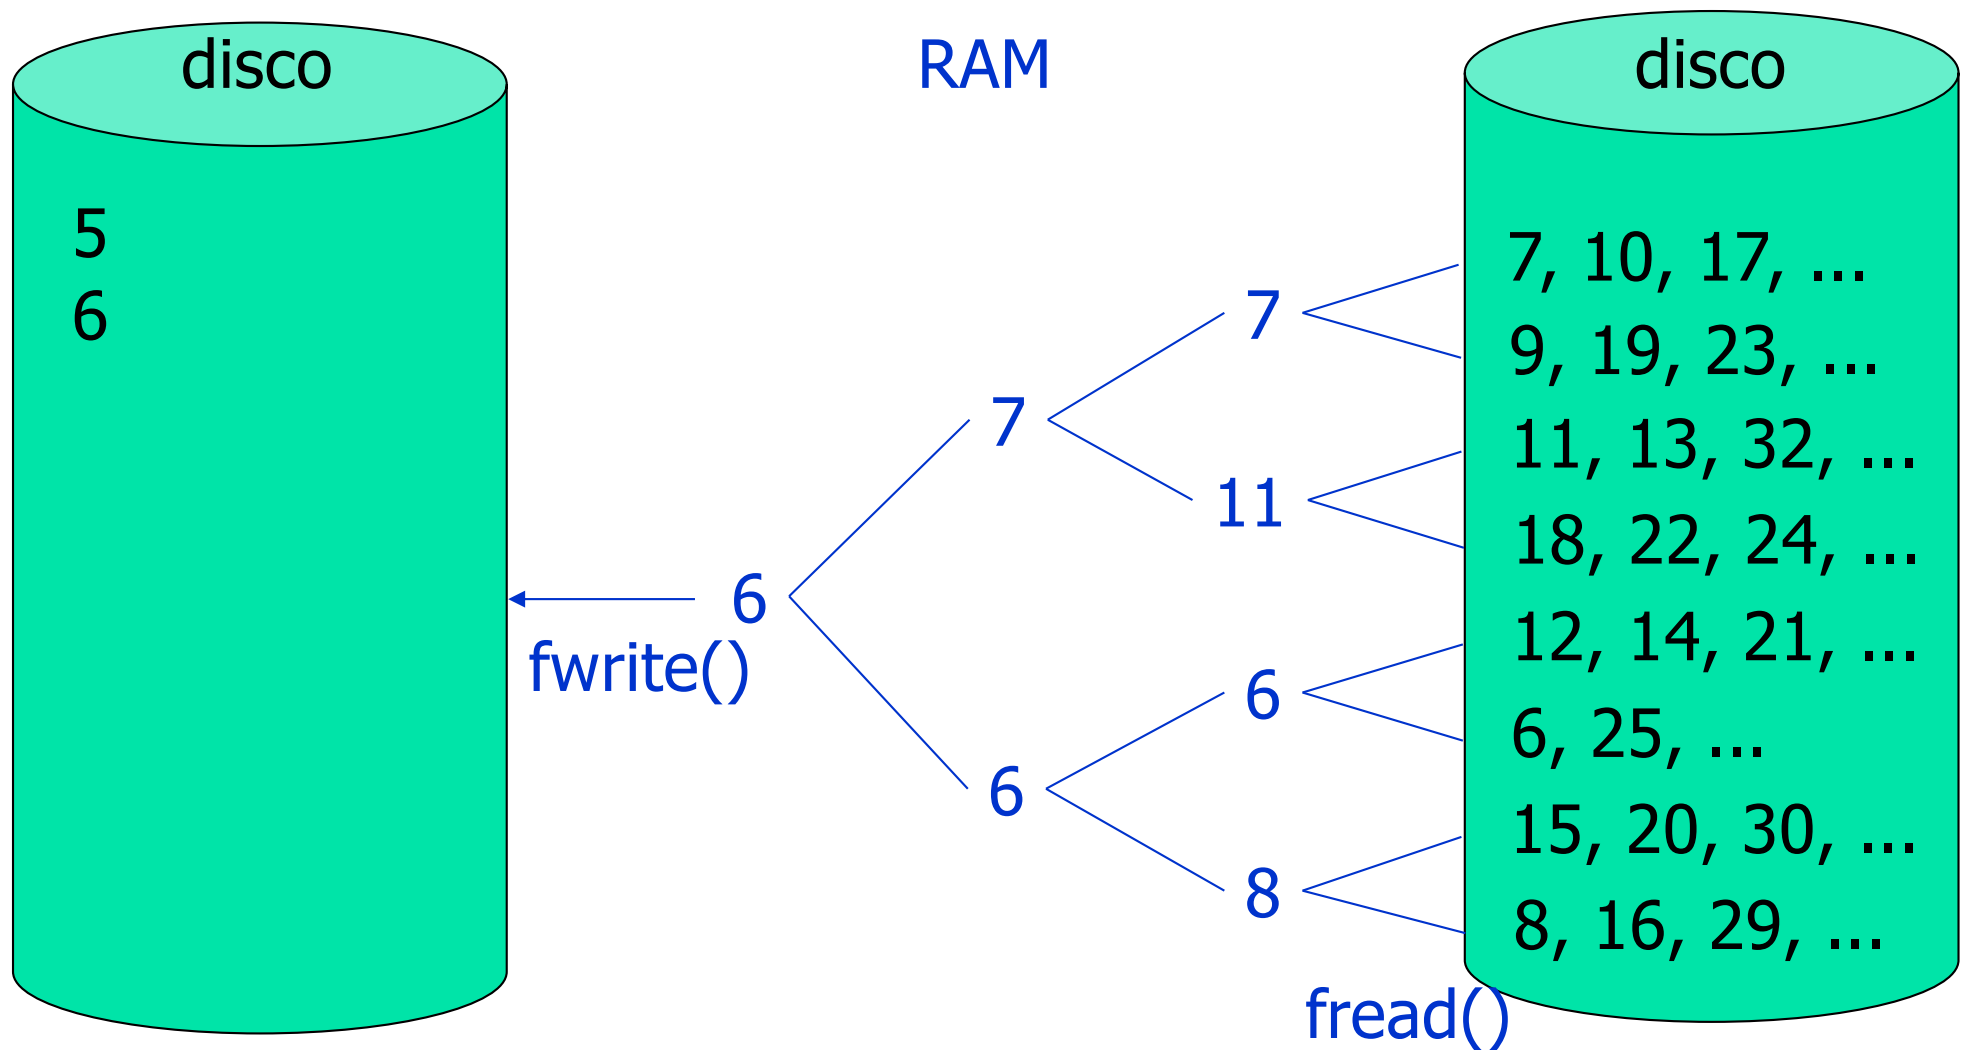 disco
5
6
RAM
6
fwrite()
7
6
7
11
6
8
fread()
disco
7, 10, 17, ...
9, 19, 23, ...
11, 13, 32, ...
18, 22, 24, ...
12, 14, 21, ...
6, 25, ...
15, 20, 30, ...
8, 16, 29, ...